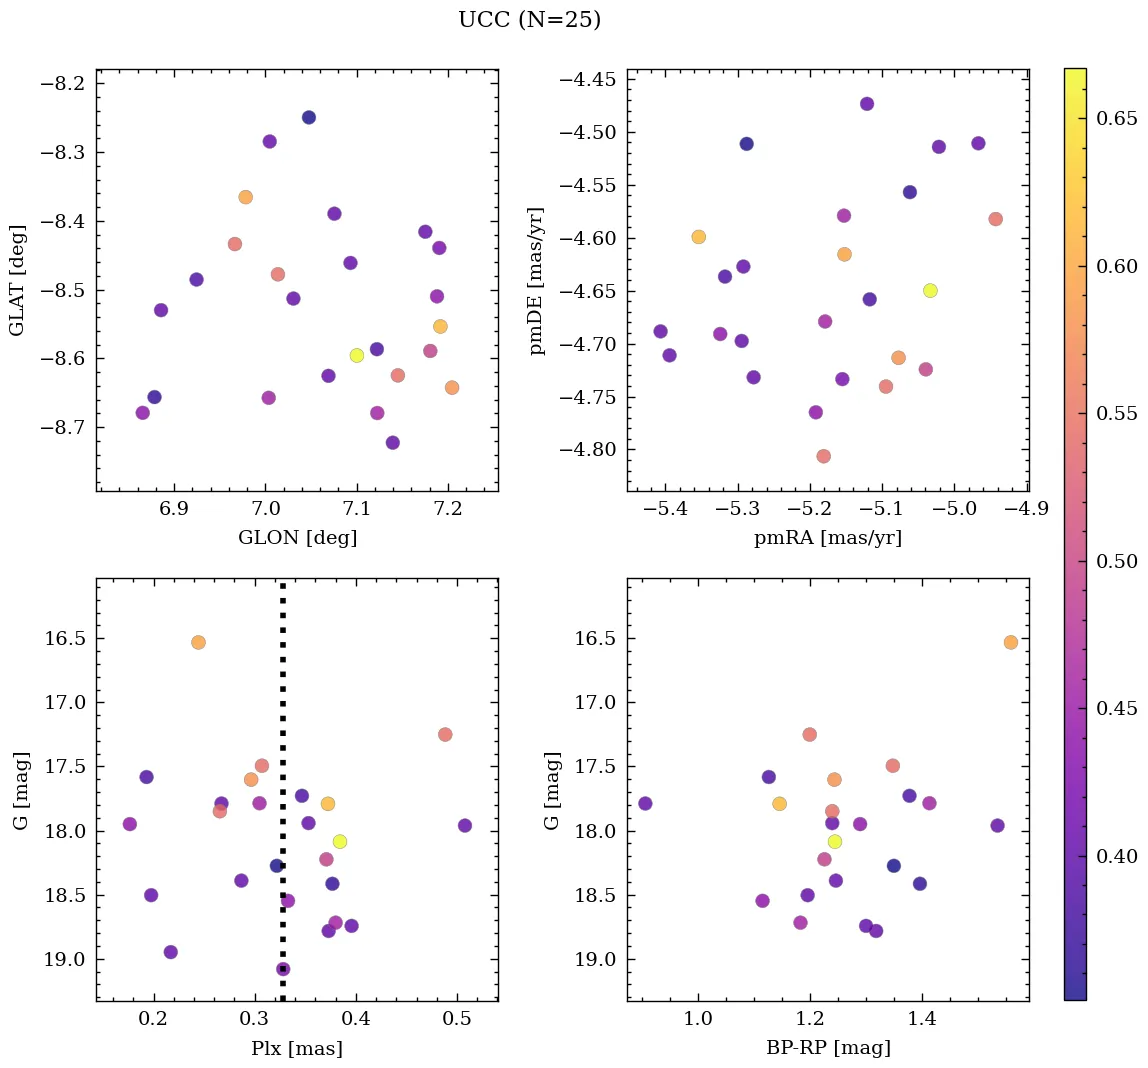 UCC (N=25)
−8.2
−8.3
−8.4
−8.5
−8.6
−8.7
GLAT [deg]
6.9 7.0 7.1 7.2
GLON [deg]
−4.45
−4.50
−4.55
−4.60
−4.65
−4.70
−4.75
−4.80
pmDE [mas/yr]
−5.4 −5.3 −5.2 −5.1 −5.0 −4.9
pmRA [mas/yr]
16.5
17.0
17.5
18.0
18.5
19.0
G [mag]
0.2 0.3 0.4 0.5
Plx [mas]
16.5
17.0
17.5
18.0
18.5
19.0
G [mag]
1.0 1.2 1.4
BP-RP [mag]
0.65
0.60
0.55
0.50
0.45
0.40